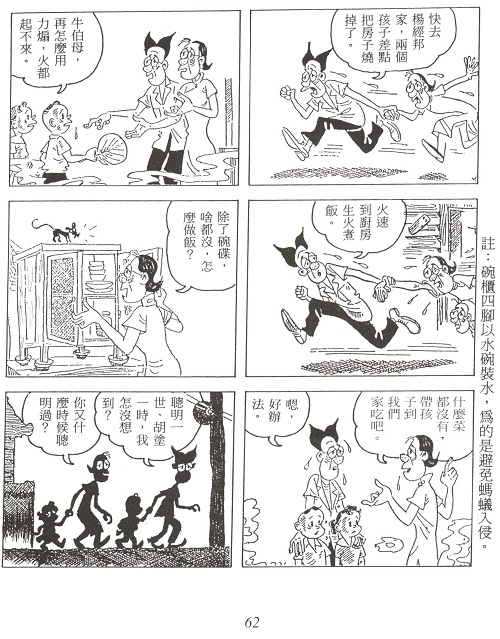 快去
楊經邦
家，兩個
孩子差點
把房子燒
掉了。
牛伯母，
再怎麼用
力煽，火都
起不來。
火速
到廚房
生火煮
飯。
除了碗碟，
啥都沒，怎
麼做飯？
什麼菜
都沒有，
帶孩
子到
我們
家吃吧。
嗯，
好辦
法。
聰明一
世、胡塗
一時，我
怎沒想
到？
你又什
麼時候聰
明過？
註：碗櫃四腳以水碗裝水，為的是避免螞蟻入侵。
62